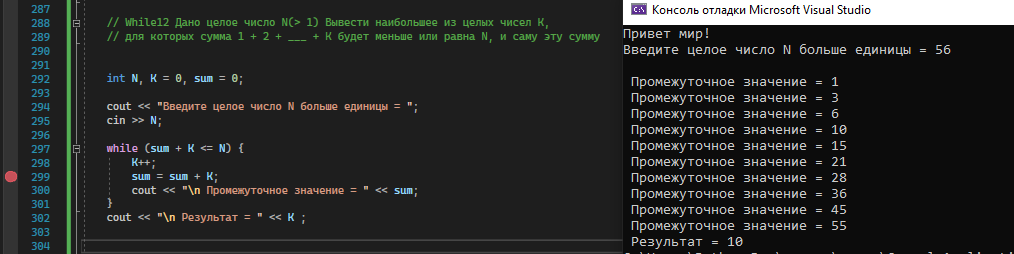 287
288 // While12 Дано целое число N(> 1) Вывести наибольшее из целых чисел K,
289 // для которых сумма 1 + 2 + ___ + K будет меньше или равна N, и саму эту сумму
290
291
292 int N, K = 0, sum = 0;
293
294 cout << "Введите целое число N больше единицы = ";
295 cin >> N;
296
297 while (sum + K <= N) {
298 K++;
299 sum = sum + K;
300 cout << "\n Промежуточное значение = " << sum;
301 }
302 cout << "\n Результат = " << K ;
303
304
Консоль отладки Microsoft Visual Studio
Привет мир!
Введите целое число N больше единицы = 56
Промежуточное значение = 1
Промежуточное значение = 3
Промежуточное значение = 6
Промежуточное значение = 10
Промежуточное значение = 15
Промежуточное значение = 21
Промежуточное значение = 28
Промежуточное значение = 36
Промежуточное значение = 45
Промежуточное значение = 55
Результат = 10